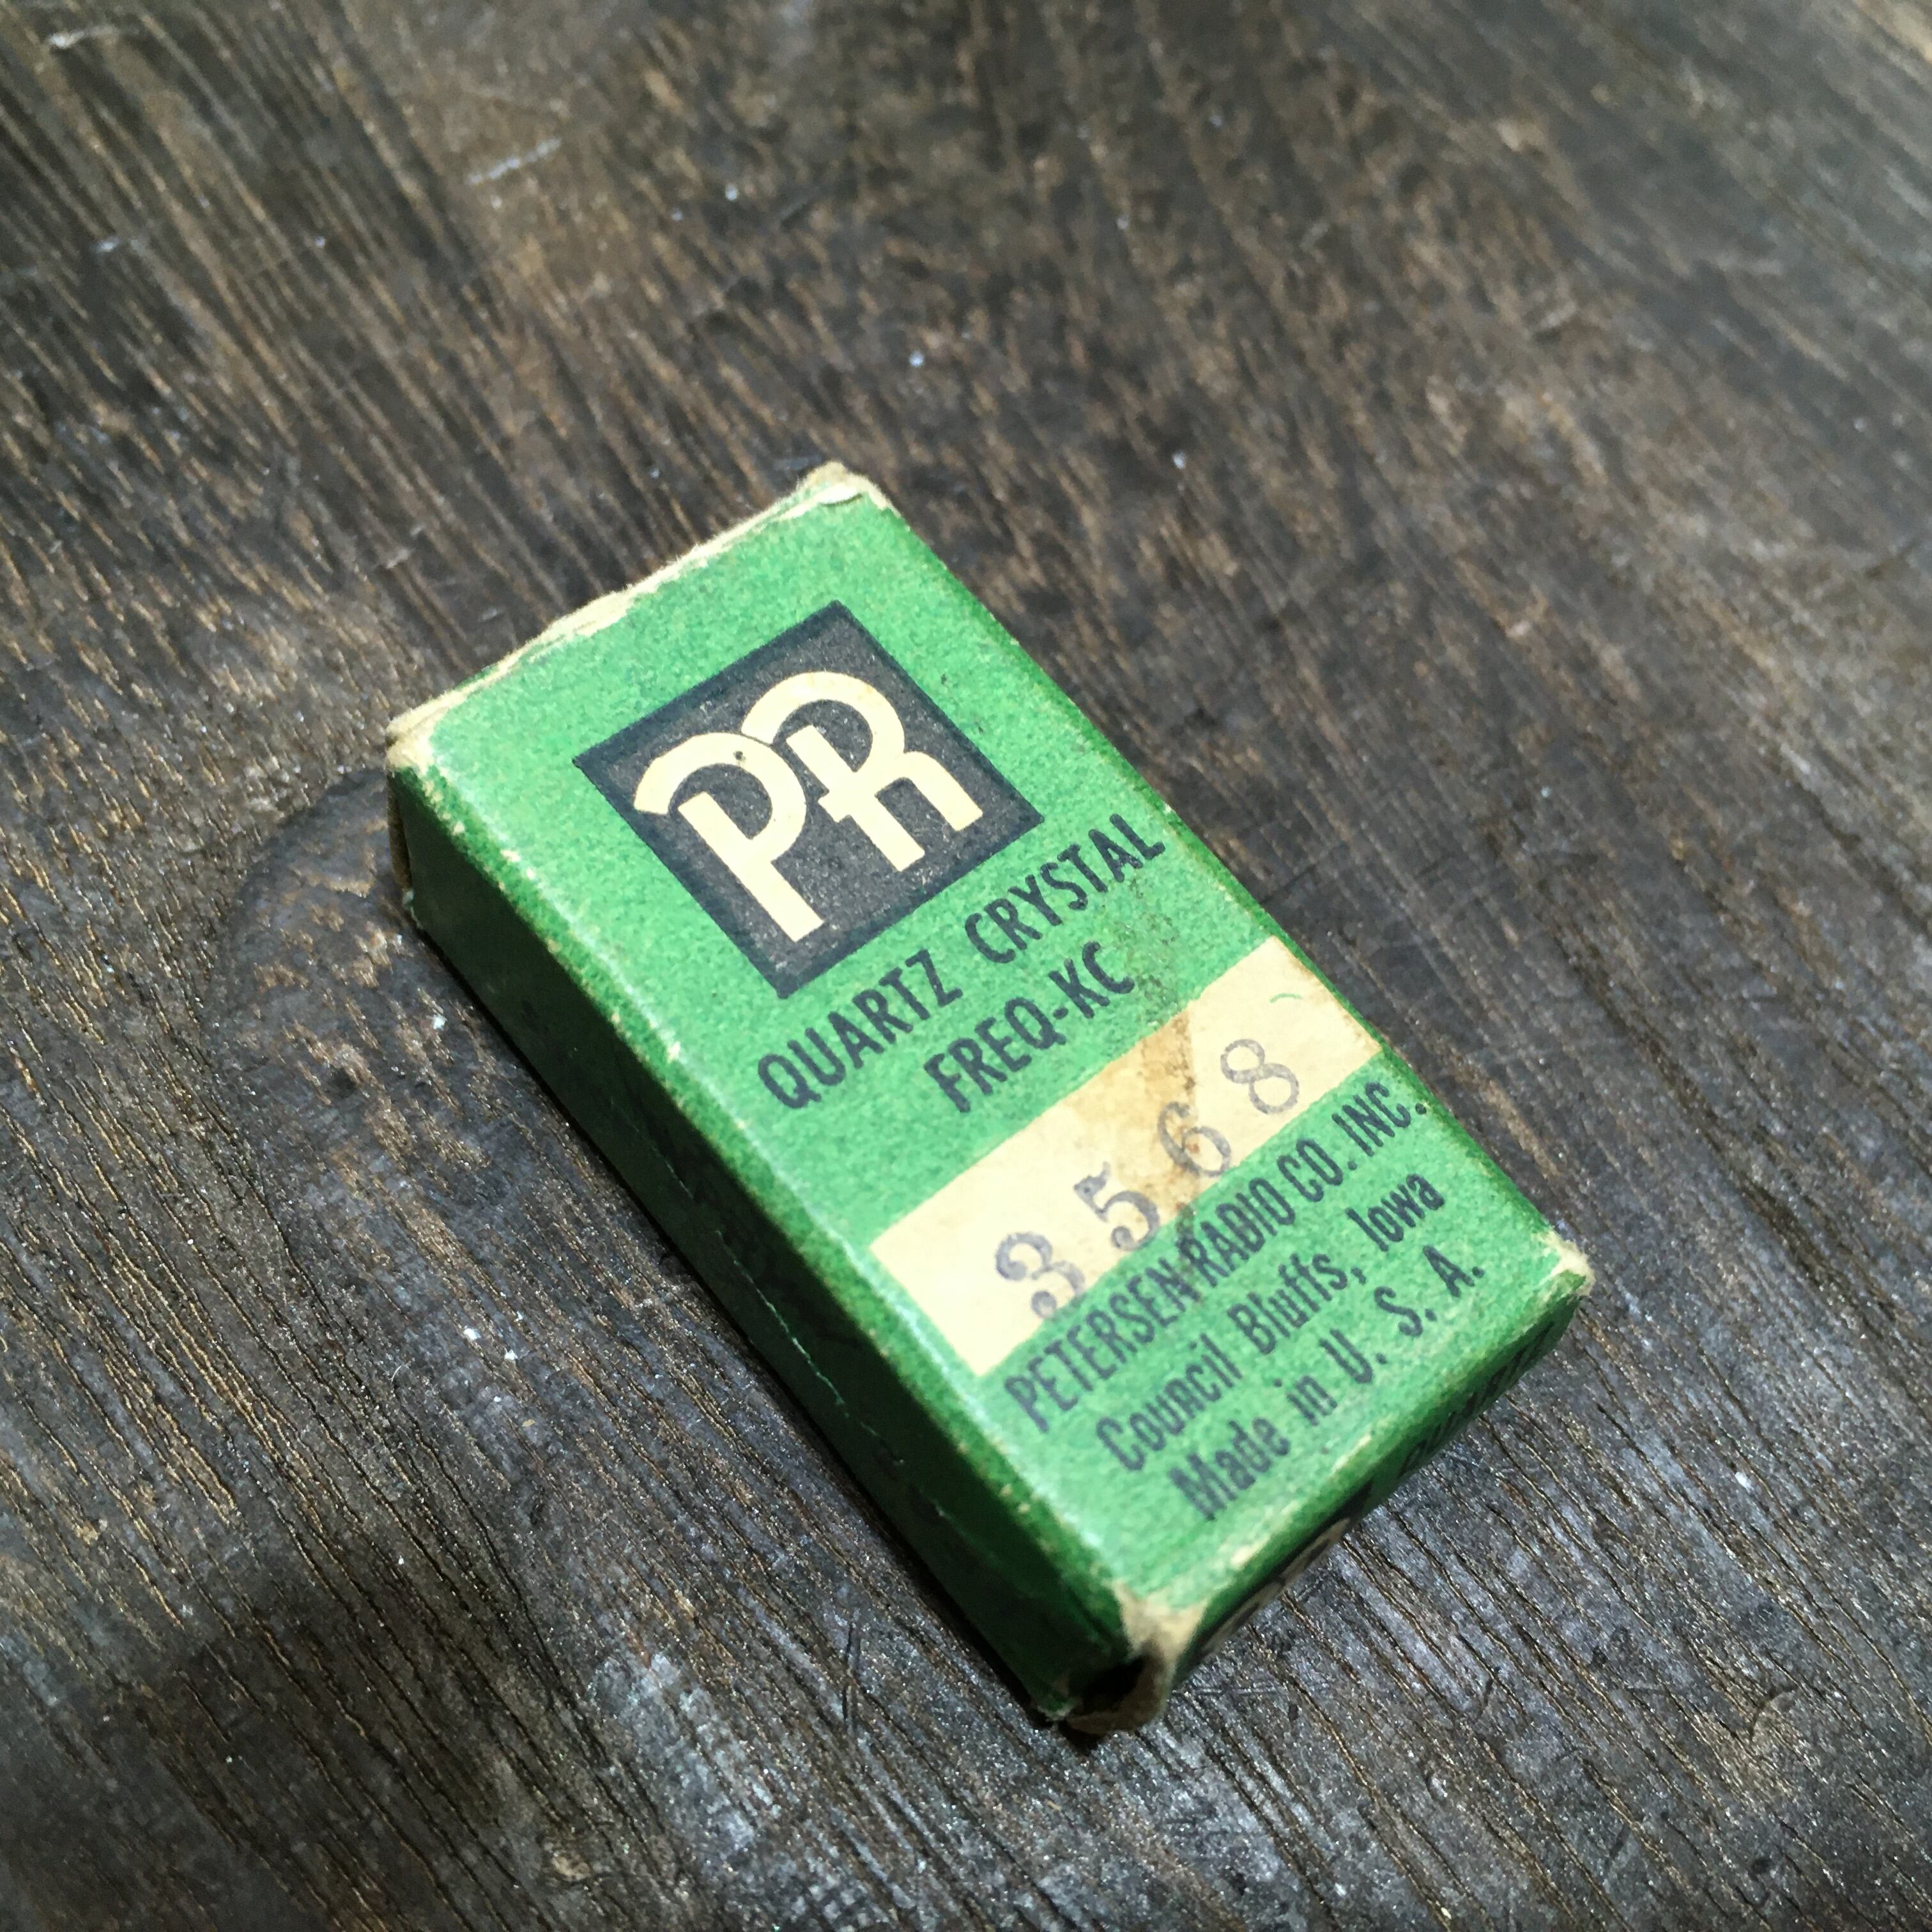 PR
QUARTZ CRYSTAL
FREQ-KC
3568
PETERSEN RADIO CO. INC.
Council Bluffs, Iowa
Made in U. S. A.